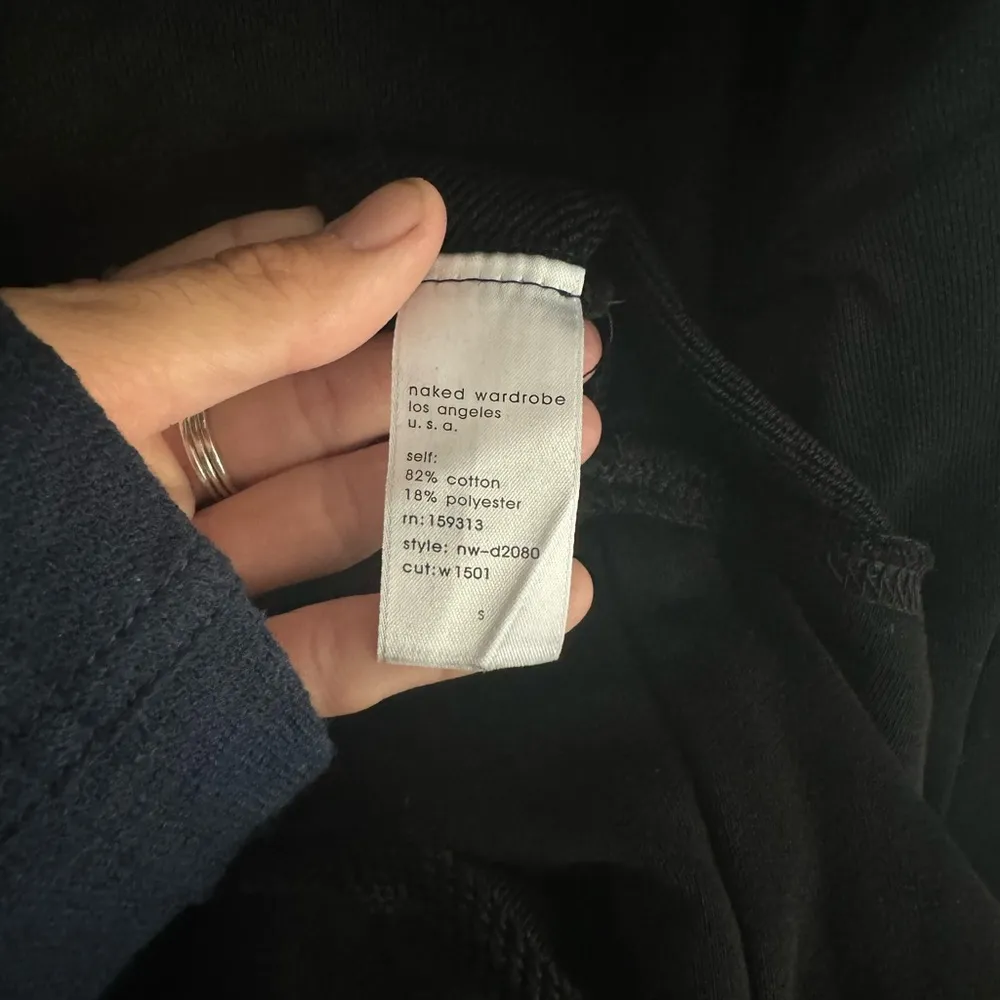 naked wardrobe
los angeles
u. s. a.
self:
82% cotton
18% polyester
rn: 159313
style: nw-d2080
cut:w1501
s